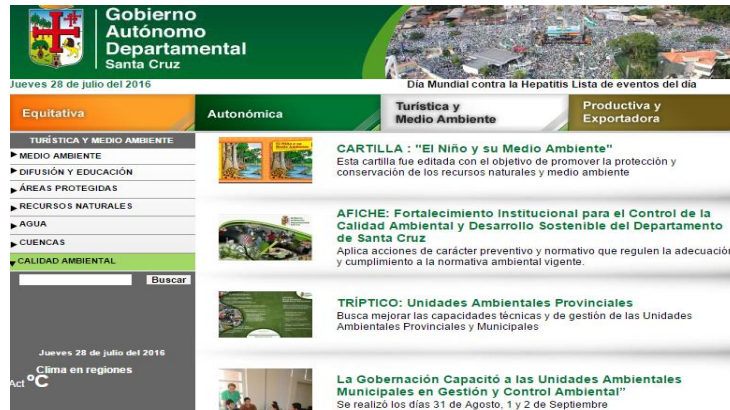 Gobierno
Autónomo
Departamental
Santa Cruz
Jueves 28 de julio del 2016
Día Mundial contra la Hepatitis Lista de eventos del día
Equitativa
Autonómica
Turística y
Medio Ambiente
Productiva y
Exportadora
TURÍSTICA Y MEDIO AMBIENTE
MEDIO AMBIENTE
DIFUSIÓN Y EDUCACIÓN
ÁREAS PROTEGIDAS
RECURSOS NATURALES
AGUA
CUENCAS
CALIDAD AMBIENTAL
Buscar
Jueves 28 de julio del 2016
Clima en regiones
Act °C
CARTILLA : "El Niño y su Medio Ambiente"
Esta cartilla fue editada con el objetivo de promover la protección y
conservación de los recursos naturales y medio ambiente
AFICHE: Fortalecimiento Institucional para el Control de la
Calidad Ambiental y Desarrollo Sostenible del Departamento
de Santa Cruz
Aplica acciones de carácter preventivo y normativo que regulen la adecuación
y cumplimiento a la normativa ambiental vigente.
TRÍPTICO: Unidades Ambientales Provinciales
Busca mejorar las capacidades técnicas y de gestión de las Unidades
Ambientales Provinciales y Municipales
La Gobernación Capacitó a las Unidades Ambientales
Municipales en Gestión y Control Ambiental”
Se realizó los días 31 de Agosto, 1 y 2 de Septiembre